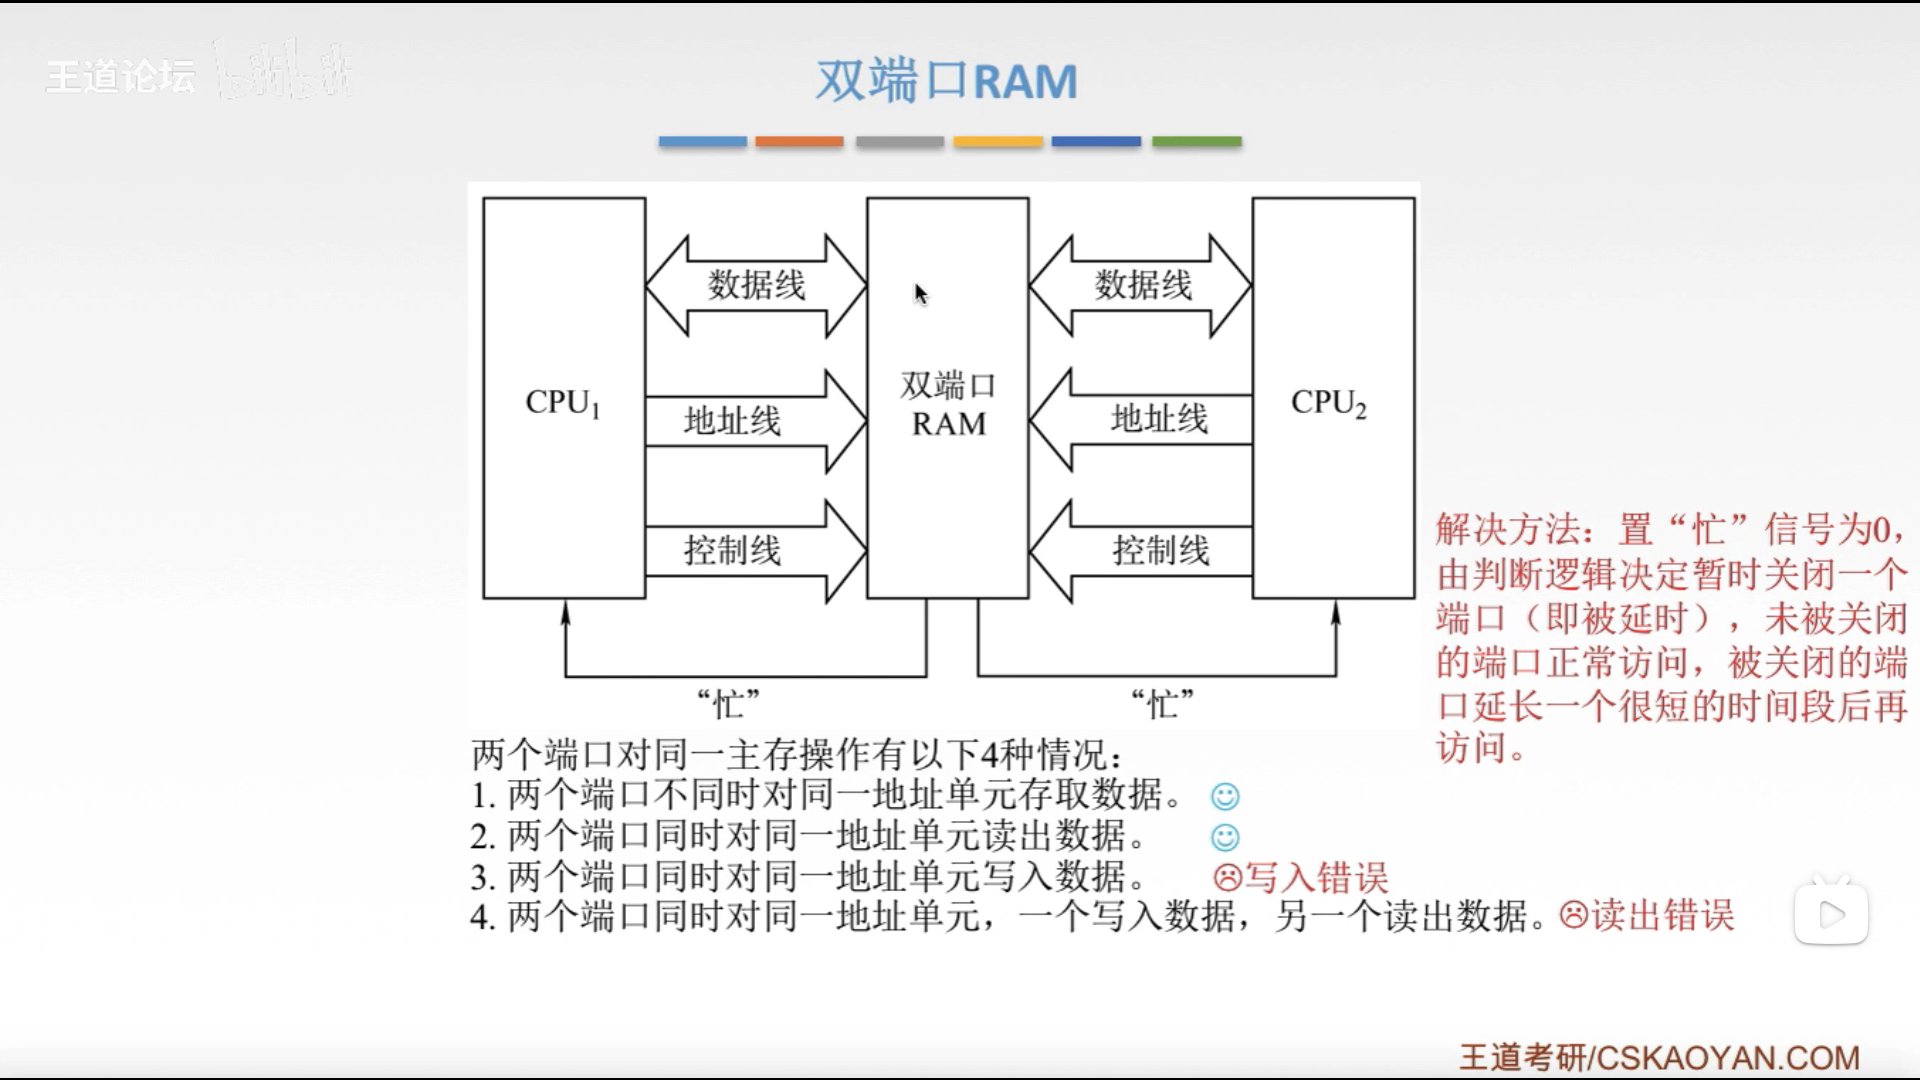 王道论坛 bilibili
双端口RAM
数据线
数据线
双端口
RAM
CPU1
CPU2
地址线
地址线
控制线
控制线
“忙”
“忙”
解决方法：置“忙”信号为0，
由判断逻辑决定暂时关闭一个
端口（即被延时），未被关闭
的端口正常访问，被关闭的端
口延长一个很短的时间段后再
访问。
两个端口对同一主存操作有以下4种情况：
1. 两个端口不同时对同一地址单元存取数据。
2. 两个端口同时对同一地址单元读出数据。
3. 两个端口同时对同一地址单元写入数据。 写入错误
4. 两个端口同时对同一地址单元，一个写入数据，另一个读出数据。 读出错误
王道考研/CSKAOYAN.COM